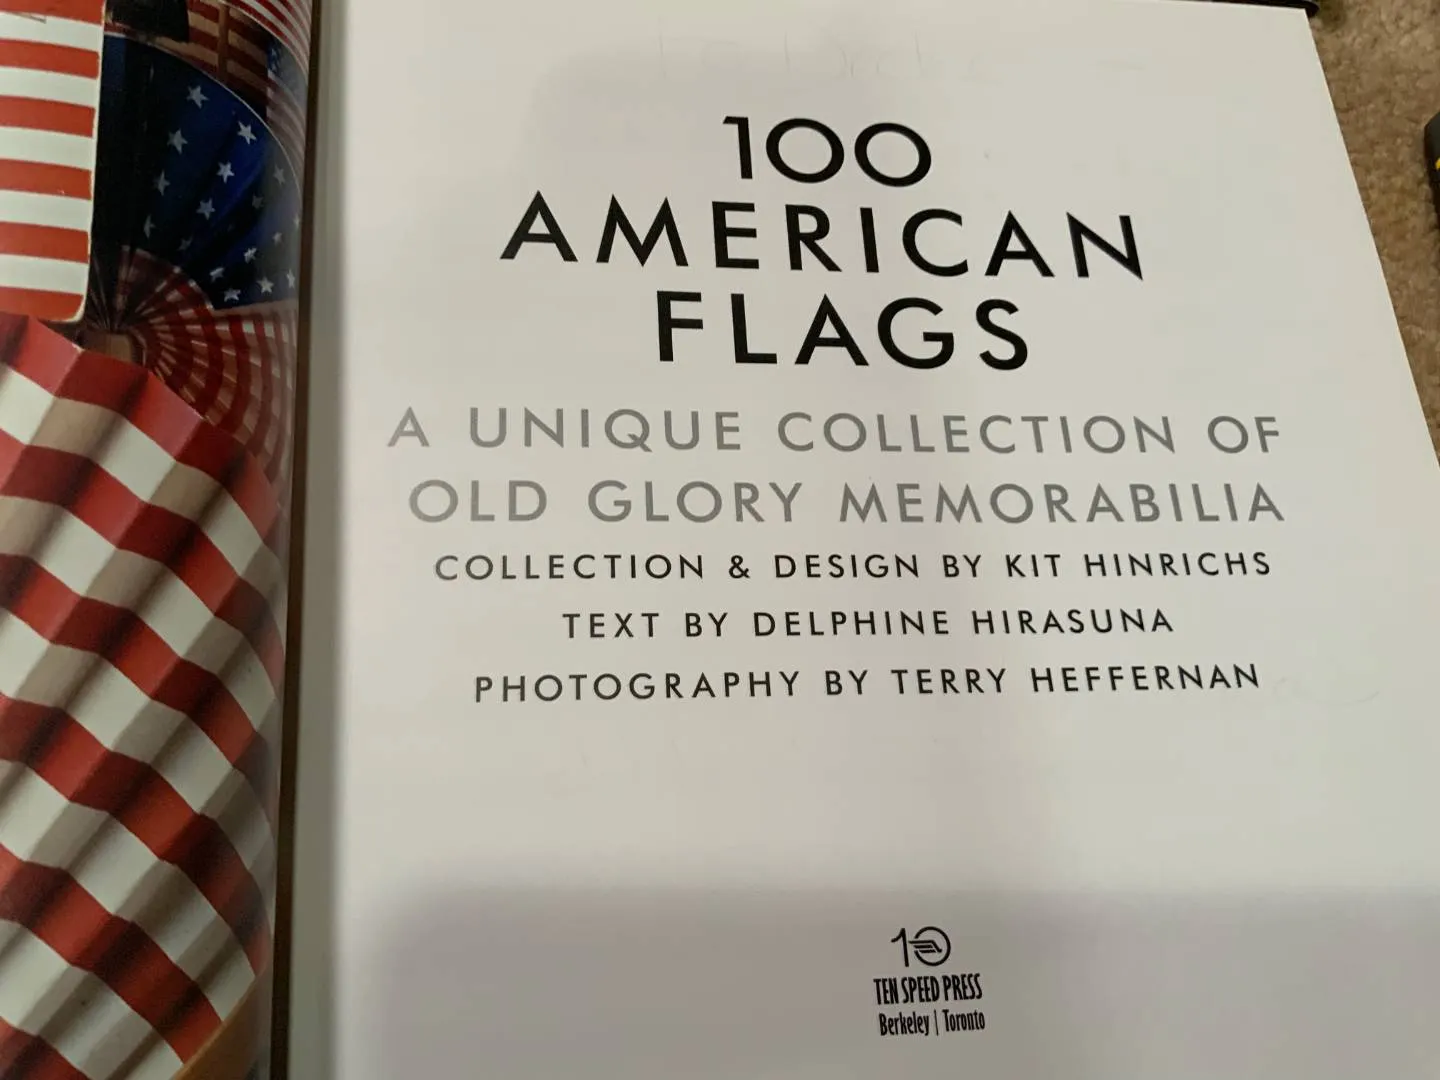 100
AMERICAN
FLAGS
A UNIQUE COLLECTION OF
OLD GLORY MEMORABILIA
COLLECTION & DESIGN BY KIT HINRICHS
TEXT BY DELPHINE HIRASUNA
PHOTOGRAPHY BY TERRY HEFFERNAN
10
TEN SPEED PRESS
Berkeley | Toronto